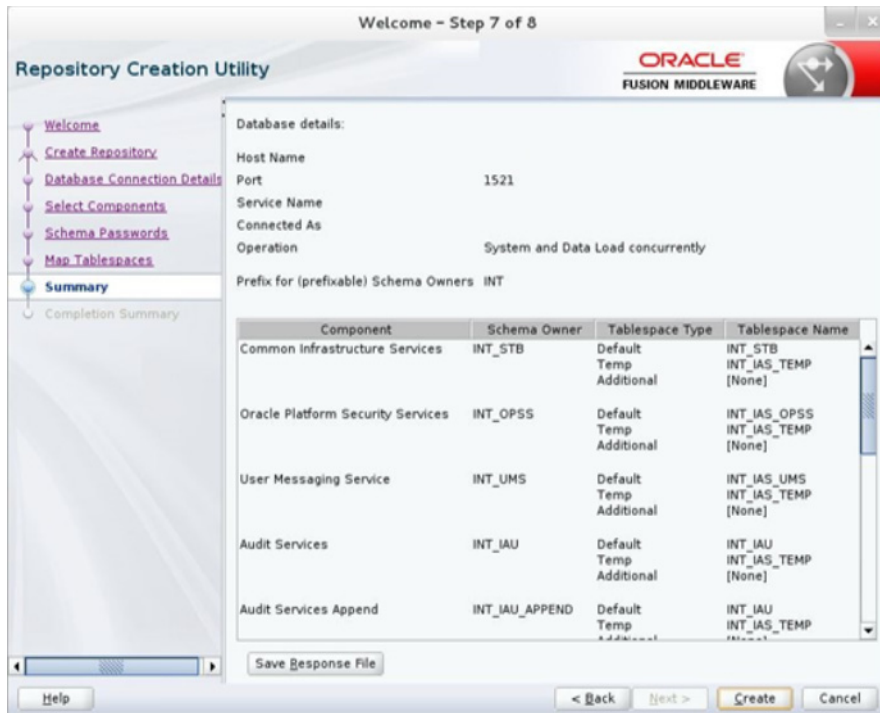 Welcome - Step 7 of 8
Repository Creation Utility
ORACLE
FUSION MIDDLEWARE
Welcome
Create Repository
Database Connection Details
Select Components
Schema Passwords
Map Tablespaces
Summary
Completion Summary
Database details:
Host Name
Port 1521
Service Name
Connected As
Operation System and Data Load concurrently
Prefix for (prefixable) Schema Owners INT
Component Schema Owner Tablespace Type Tablespace Name
Common Infrastructure Services INT_STB Default INT_STB
Temp INT_IAS_TEMP
Additional [None]
Oracle Platform Security Services INT_OPSS Default INT_IAS_OPSS
Temp INT_IAS_TEMP
Additional [None]
User Messaging Service INT_UMS Default INT_IAS_UMS
Temp INT_IAS_TEMP
Additional [None]
Audit Services INT_IAU Default INT_IAU
Temp INT_IAS_TEMP
Additional [None]
Audit Services Append INT_IAU_APPEND Default INT_IAU
Temp INT_IAS_TEMP
Save Response File
Help < Back Next > Create Cancel